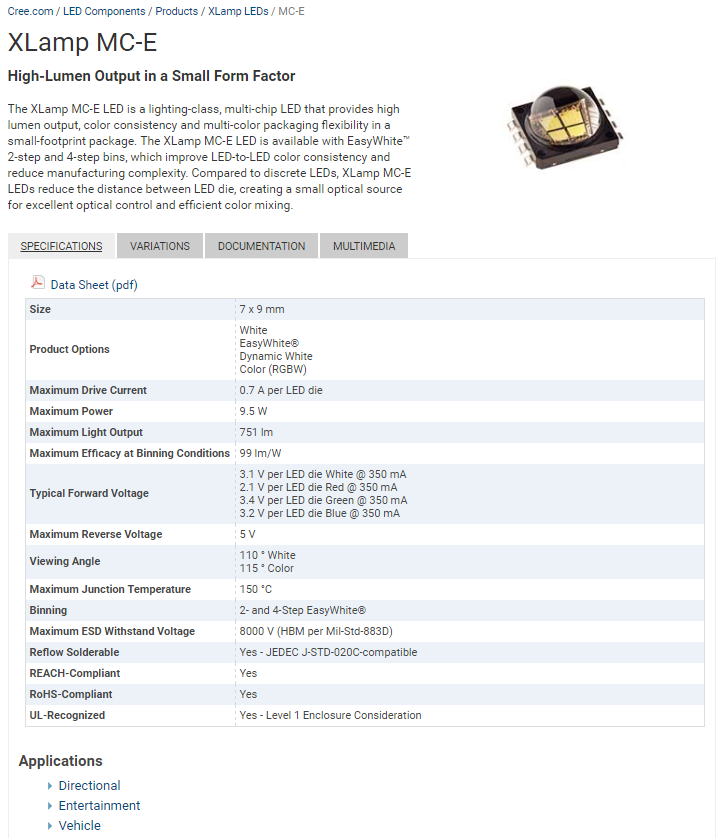 Cree.com / LED Components / Products / XLamp LEDs / MC-E
XLamp MC-E
High-Lumen Output in a Small Form Factor
The XLamp MC-E LED is a lighting-class, multi-chip LED that provides high
lumen output, color consistency and multi-color packaging flexibility in a
small-footprint package. The XLamp MC-E LED is available with EasyWhite™
2-step and 4-step bins, which improve LED-to-LED color consistency and
reduce manufacturing complexity. Compared to discrete LEDs, XLamp MC-E
LEDs reduce the distance between LED die, creating a small optical source
for excellent optical control and efficient color mixing.
SPECIFICATIONS VARIATIONS DOCUMENTATION MULTIMEDIA
Data Sheet (pdf)
Size 7 x 9 mm
Product Options White
EasyWhite®
Dynamic White
Color (RGBW)
Maximum Drive Current 0.7 A per LED die
Maximum Power 9.5 W
Maximum Light Output 751 lm
Maximum Efficacy at Binning Conditions 99 lm/W
Typical Forward Voltage 3.1 V per LED die White @ 350 mA
2.1 V per LED die Red @ 350 mA
3.4 V per LED die Green @ 350 mA
3.2 V per LED die Blue @ 350 mA
Maximum Reverse Voltage 5 V
Viewing Angle 110 ° White
115 ° Color
Maximum Junction Temperature 150 °C
Binning 2- and 4-Step EasyWhite®
Maximum ESD Withstand Voltage 8000 V (HBM per Mil-Std-883D)
Reflow Solderable Yes - JEDEC J-STD-020C-compatible
REACH-Compliant Yes
RoHS-Compliant Yes
UL-Recognized Yes - Level 1 Enclosure Consideration
Applications
Directional
Entertainment
Vehicle